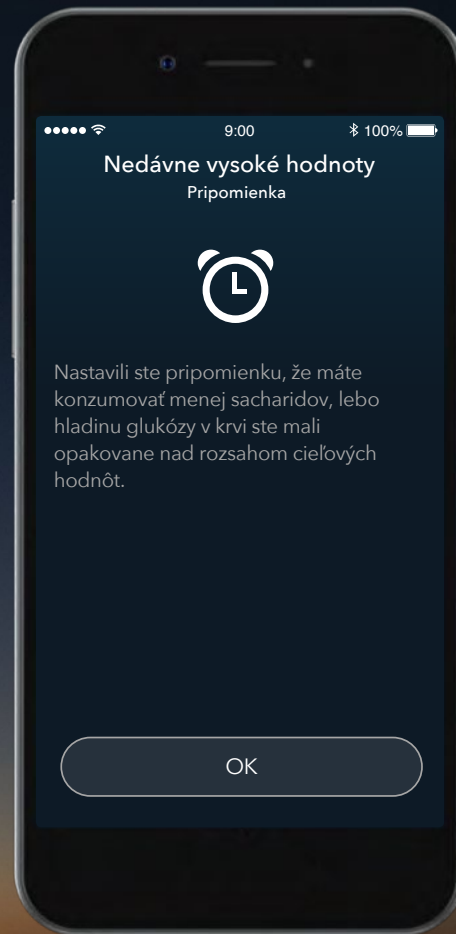 9:00
100%
Nedávne vysoké hodnoty
Pripomienka
Nastavili ste pripomienku, že máte
konzumovať menej sacharidov, lebo
hladinu glukózy v krvi ste mali
opakovane nad rozsahom cieľových
hodnôt.
OK